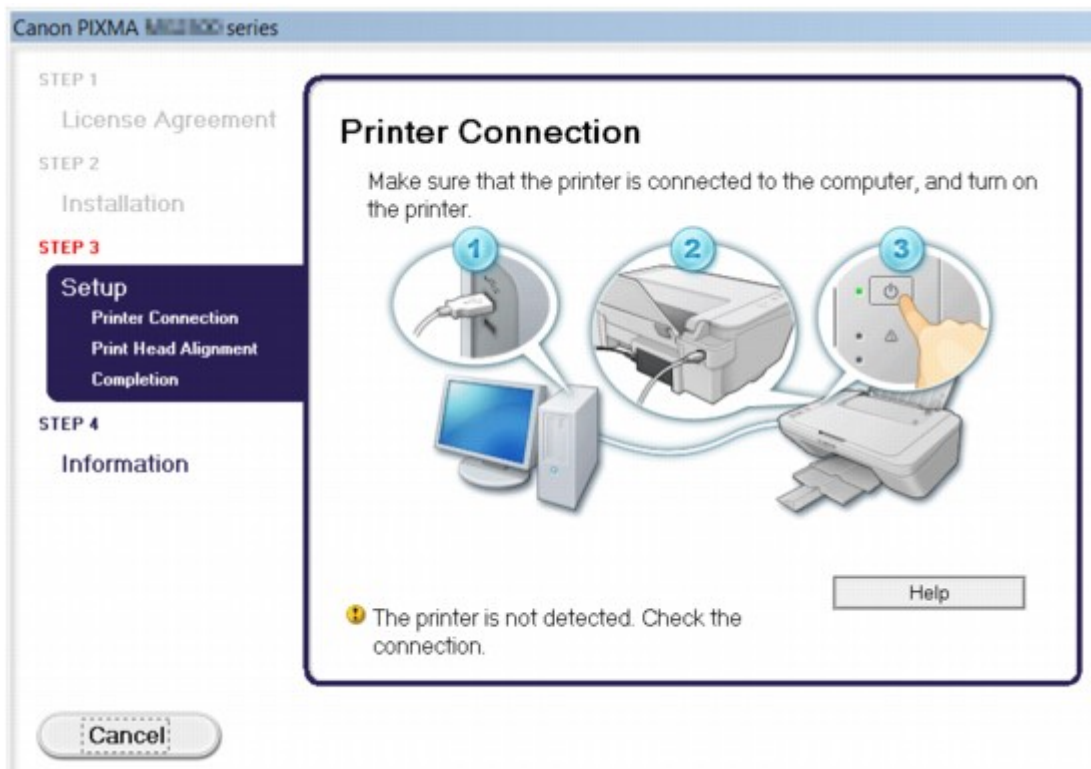 Canon PIXMA series
STEP 1
License Agreement
STEP 2
Installation
STEP 3
Setup
Printer Connection
Print Head Alignment
Completion
STEP 4
Information
Printer Connection
Make sure that the printer is connected to the computer, and turn on
the printer.
1
2
3
Help
The printer is not detected. Check the
connection.
Cancel